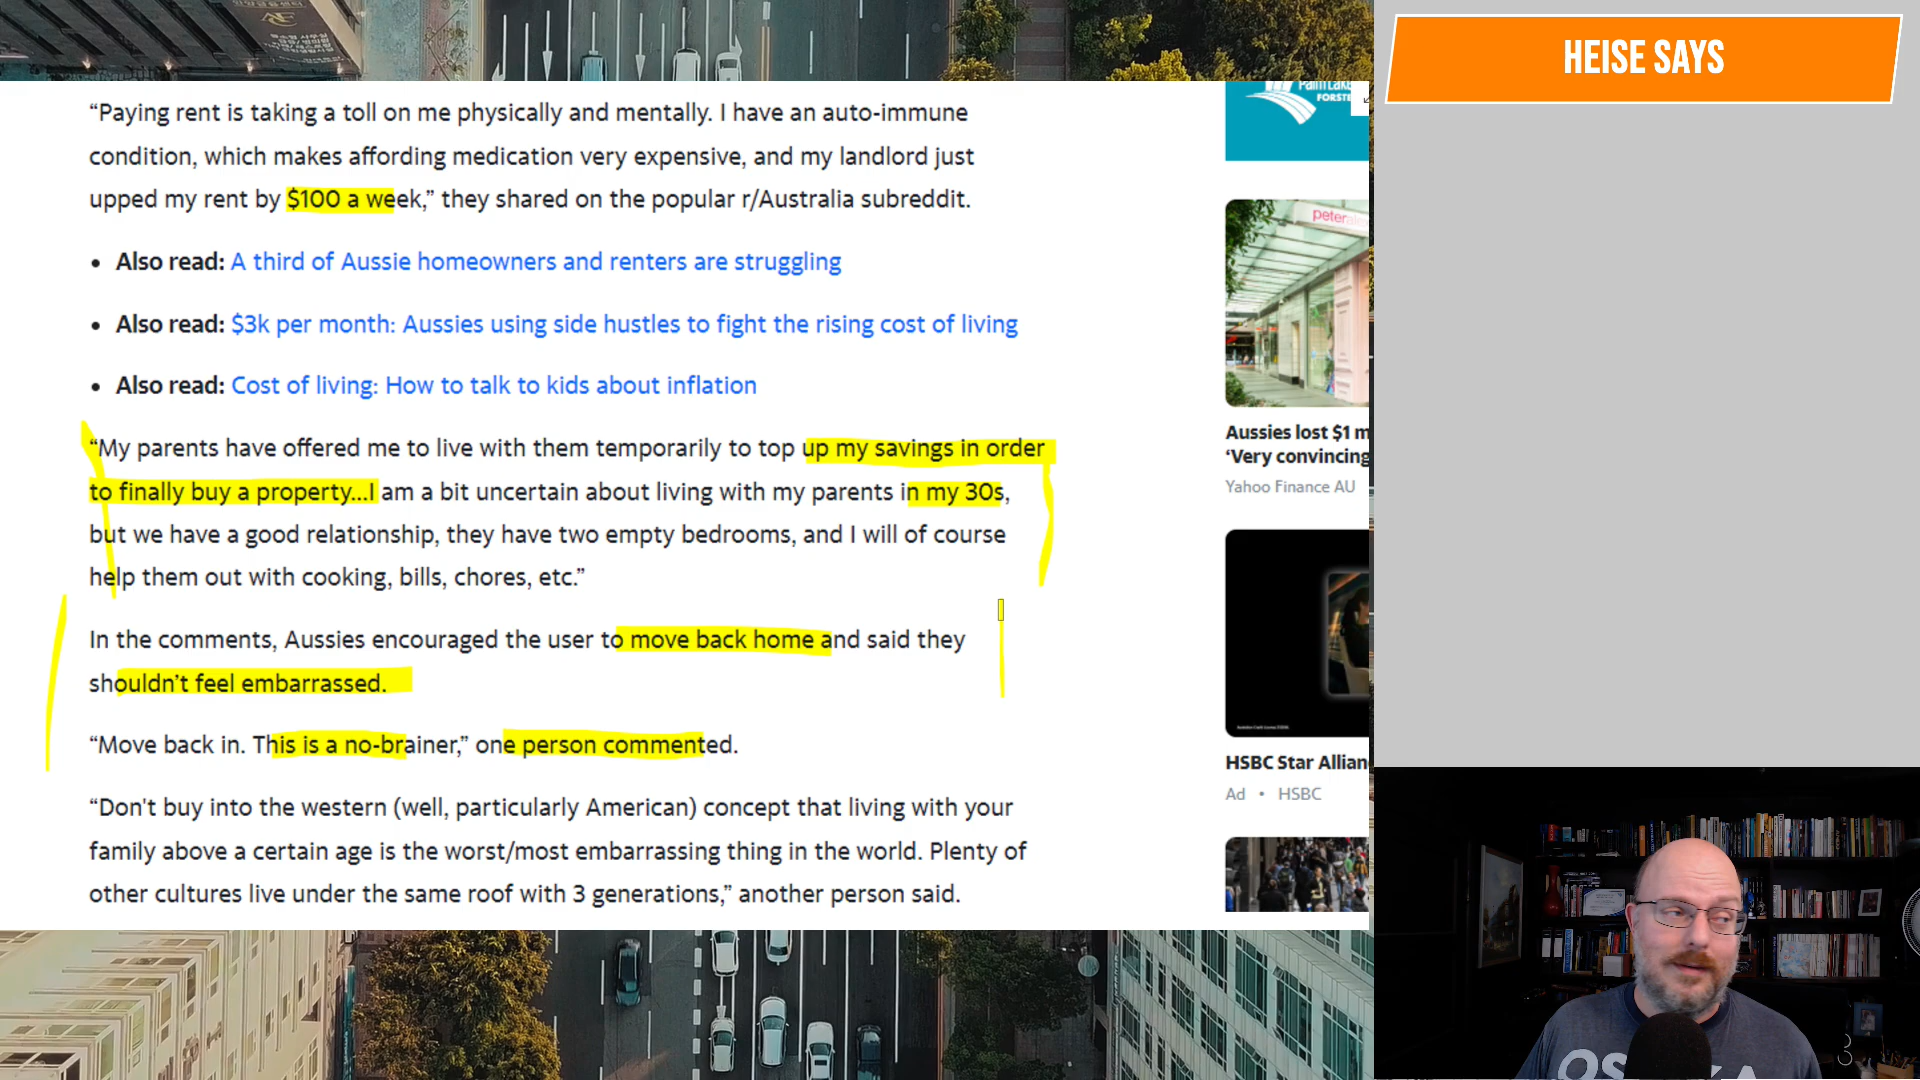 HEISE SAYS
“Paying rent is taking a toll on me physically and mentally. I have an auto-immune
condition, which makes affording medication very expensive, and my landlord just
upped my rent by $100 a week,” they shared on the popular r/Australia subreddit.
• Also read: A third of Aussie homeowners and renters are struggling
• Also read: $3k per month: Aussies using side hustles to fight the rising cost of living
• Also read: Cost of living: How to talk to kids about inflation
“My parents have offered me to live with them temporarily to top up my savings in order
to finally buy a property...I am a bit uncertain about living with my parents in my 30s,
but we have a good relationship, they have two empty bedrooms, and I will of course
help them out with cooking, bills, chores, etc.”
In the comments, Aussies encouraged the user to move back home and said they
shouldn’t feel embarrassed.
“Move back in. This is a no-brainer,” one person commented.
“Don't buy into the western (well, particularly American) concept that living with your
family above a certain age is the worst/most embarrassing thing in the world. Plenty of
other cultures live under the same roof with 3 generations,” another person said.
FORSTE
peter
Aussies lost $1 m
‘Very convincing
Yahoo Finance AU
HSBC Star Allian
Ad • HSBC